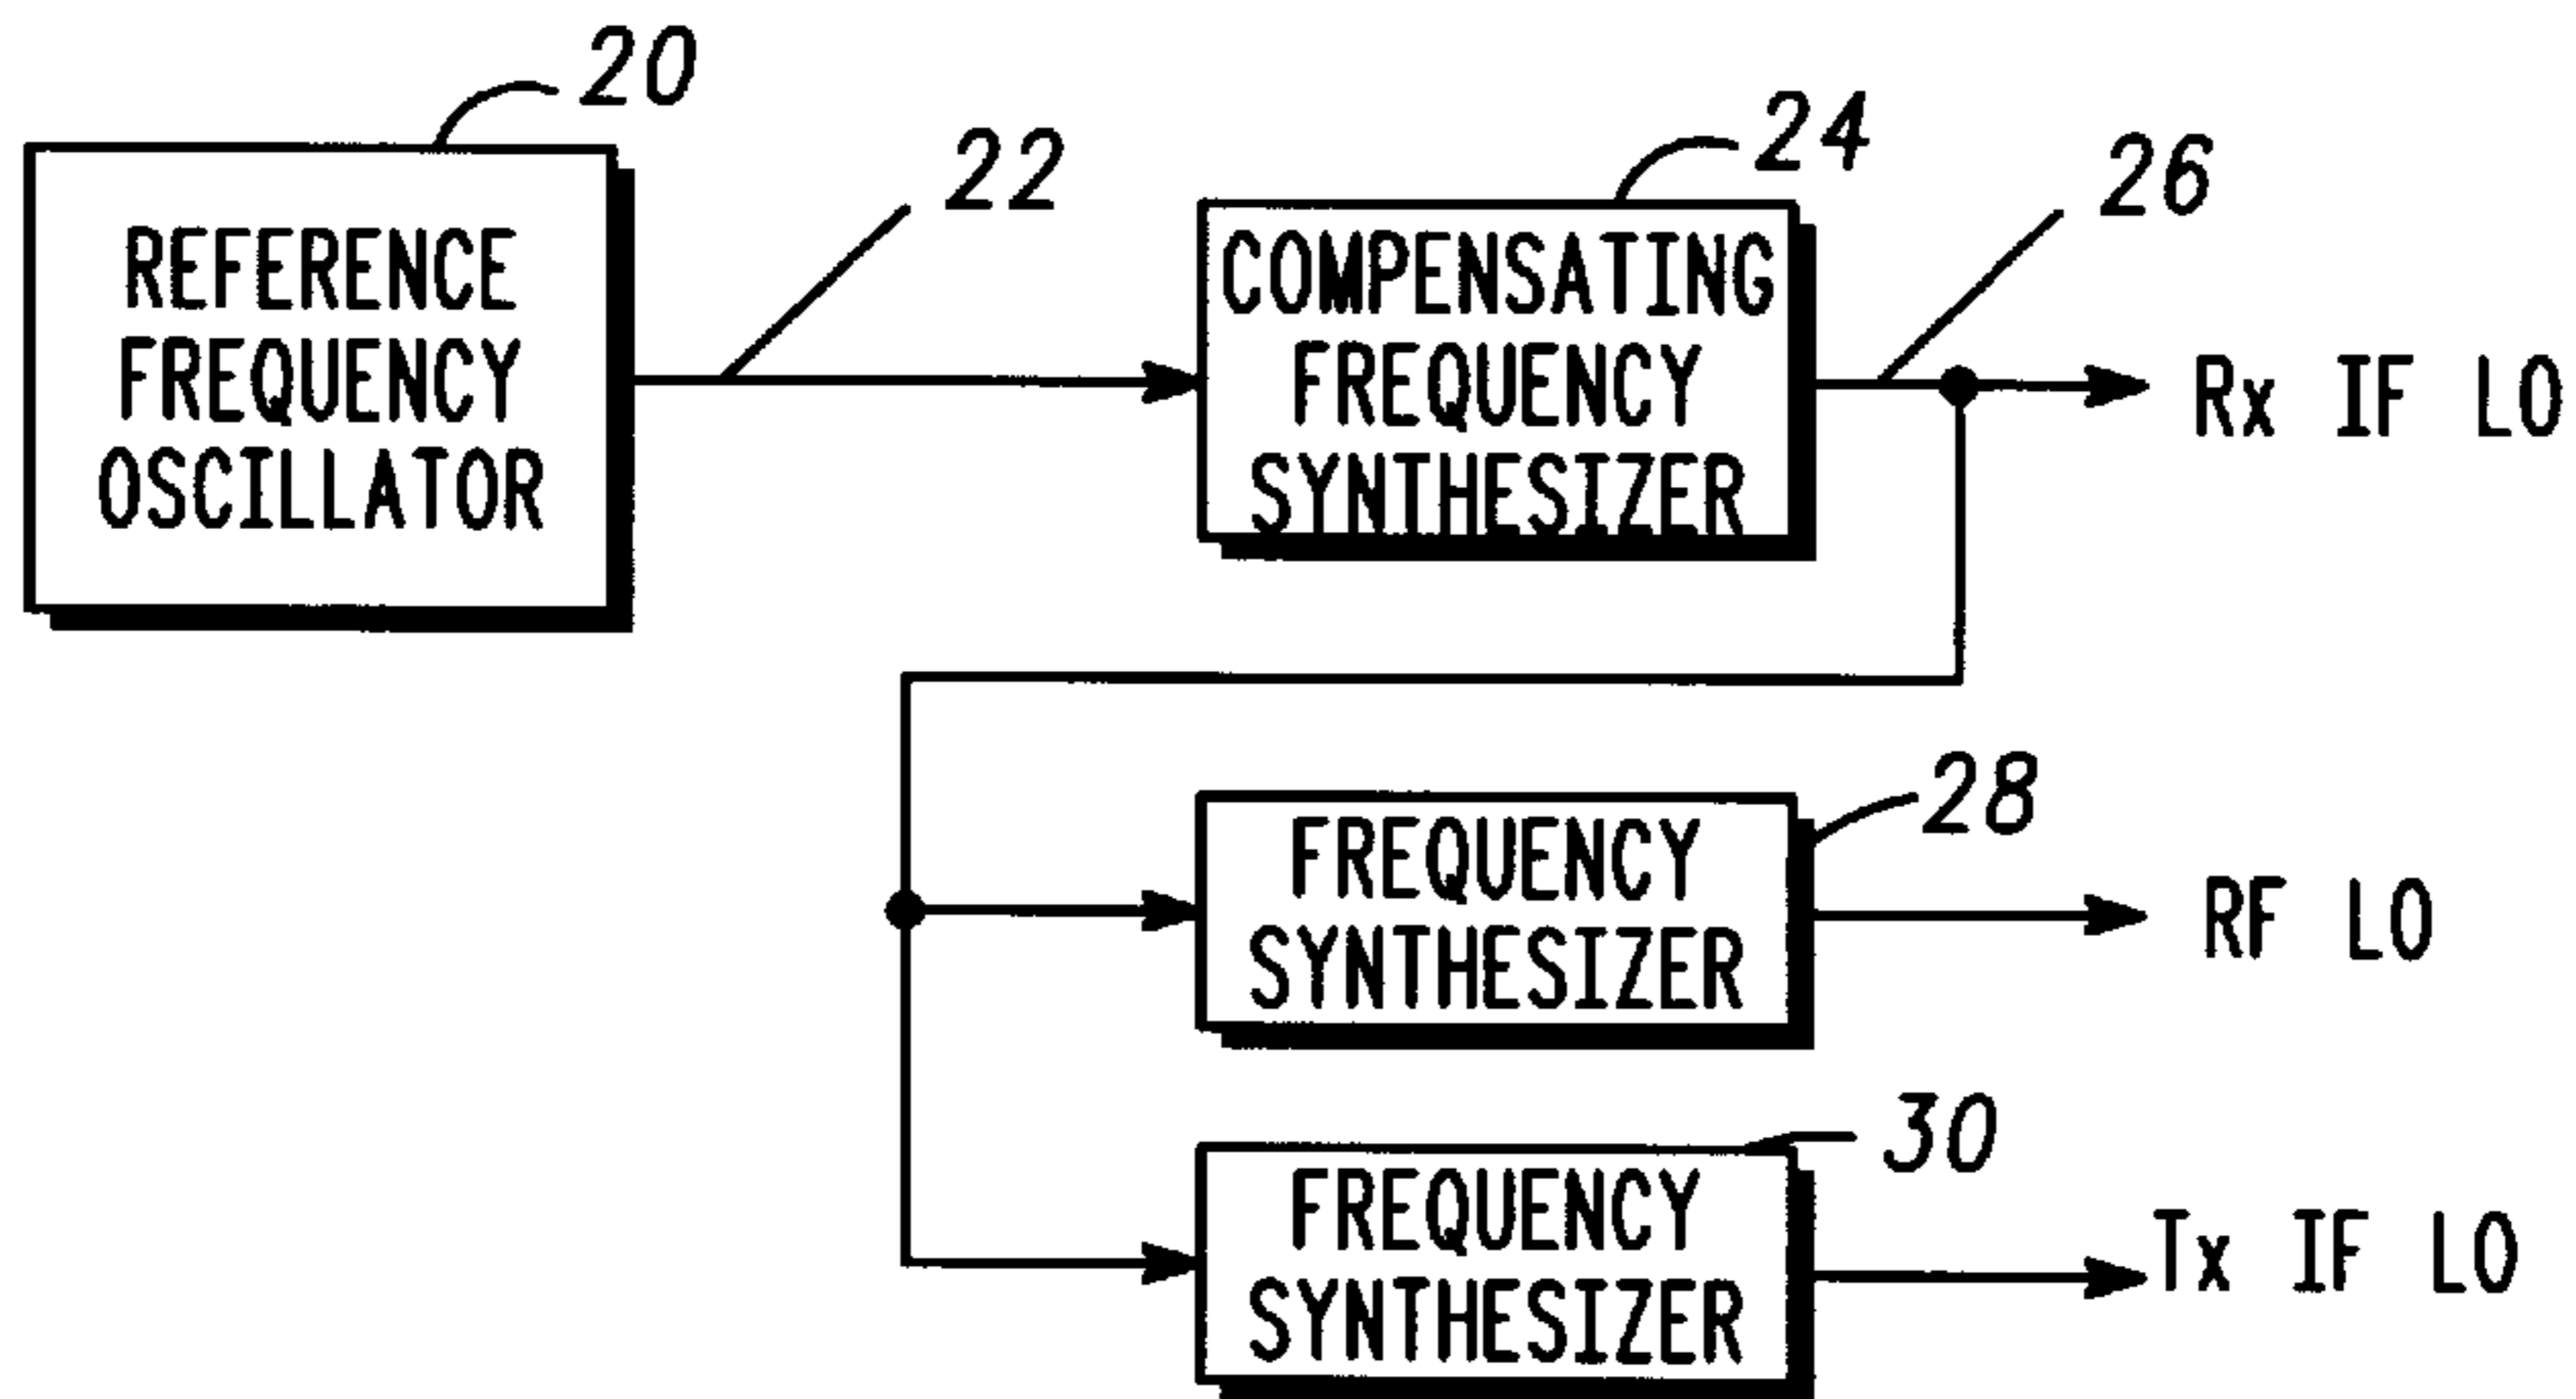 20
22
24
26
REFERENCE
FREQUENCY
OSCILLATOR
COMPENSATING
FREQUENCY
SYNTHESIZER
Rx IF LO
28
FREQUENCY
SYNTHESIZER
RF LO
30
FREQUENCY
SYNTHESIZER
Tx IF LO